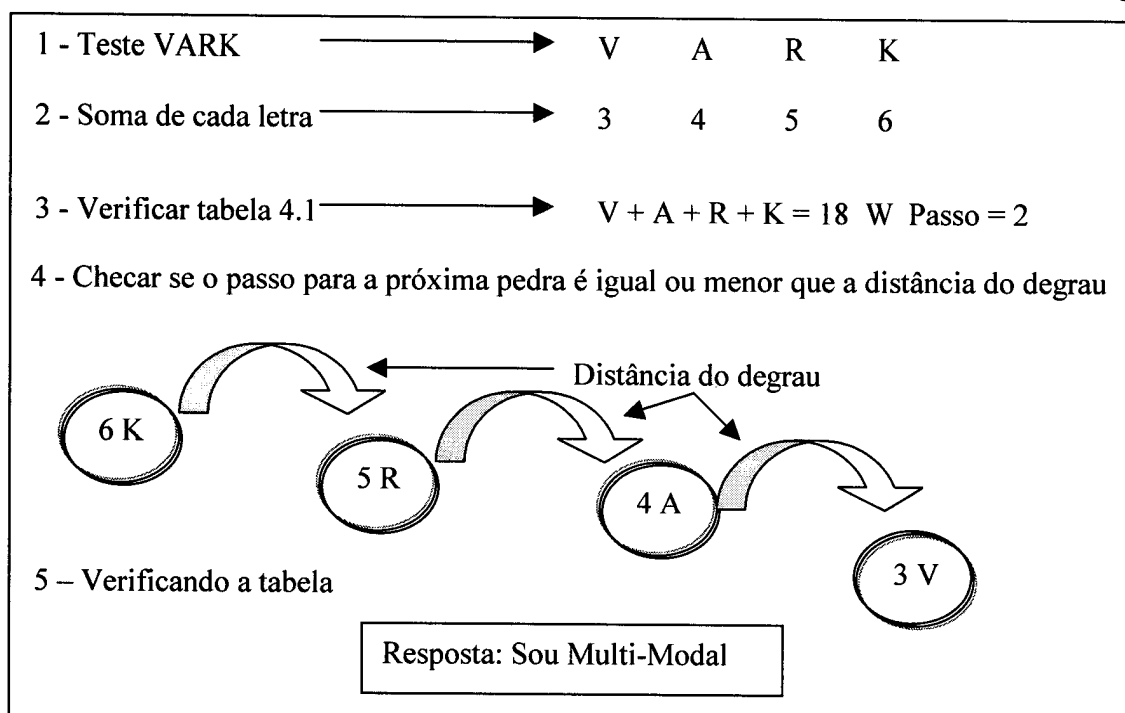 1 - Teste VARK V A R K
2 - Soma de cada letra 3 4 5 6
3 - Verificar tabela 4.1 V + A + R + K = 18 W Passo = 2
4 - Checar se o passo para a próxima pedra é igual ou menor que a distância do degrau
Distância do degrau
6 K
5 R
4 A
3 V
5 – Verificando a tabela
Resposta: Sou Multi-Modal